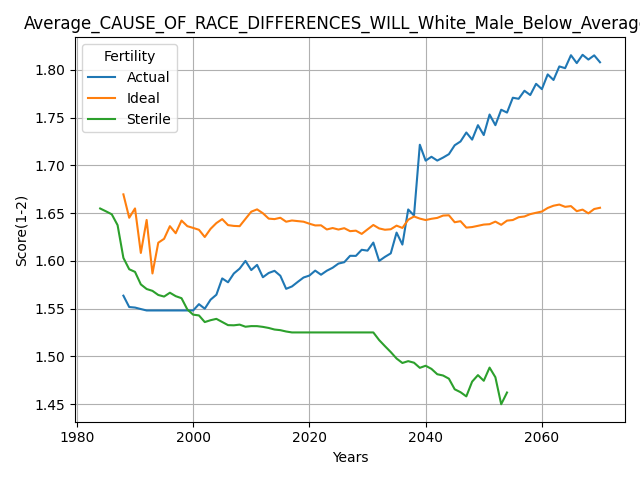 Average_CAUSE_OF_RACE_DIFFERENCES_WILL_White_Male_Below_Average
Fertility
Actual
Ideal
Sterile
Score(1-2)
1.80
1.75
1.70
1.65
1.60
1.55
1.50
1.45
1980
2000
2020
2040
2060
Years